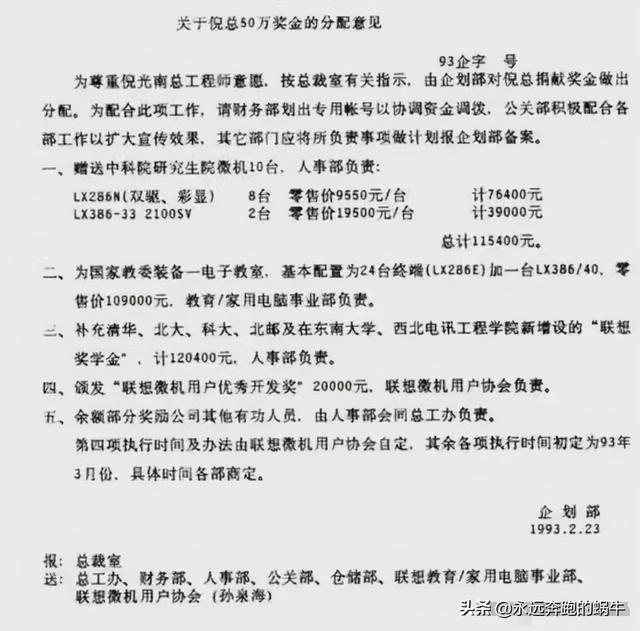 关于倪总50万奖金的分配意见
93企字 号
为尊重倪光南总工程师意愿，按总裁室有关指示，由企划部对倪总捐献奖金做出
分配。为配合此项工作，请财务部划出专用帐号以协调资金调拨，公关部积极配合各
部工作以扩大宣传效果，其它部门应将所负责事项做计划报企划部备案。
一、赠送中科院研究生院微机10台，人事部负责：
LX286N(双驱、彩显) 8台 零售价9550元/台 计76400元
LX386-33 2100SV 2台 零售价19500元/台 计39000元
总计115400元。
二、为国家教委装备一电子教室，基本配置为24台终端(LX286E)加一台LX386/40，零
售价109000元，教育/家用电脑事业部负责。
三、补充清华、北大、科大、北邮及在东南大学、西北电讯工程学院新增设的“联想
奖学金”，计120400元，人事部负责。
四、颁发“联想微机用户优秀开发奖”20000元，联想微机用户协会负责。
五、余额部分奖励公司其他有功人员，由人事部会同总工办负责。
第四项执行时间及办法由联想微机用户协会自定，其余各项执行时间初定为93年
3月份，具体时间各部商定。
企划部
1993.2.23
报：总裁室
送：总工办、财务部、人事部、公关部、仓储部、联想教育/家用电脑事业部、
联想微机用户协会（孙泉海）
头条 @永远奔跑的蜗牛